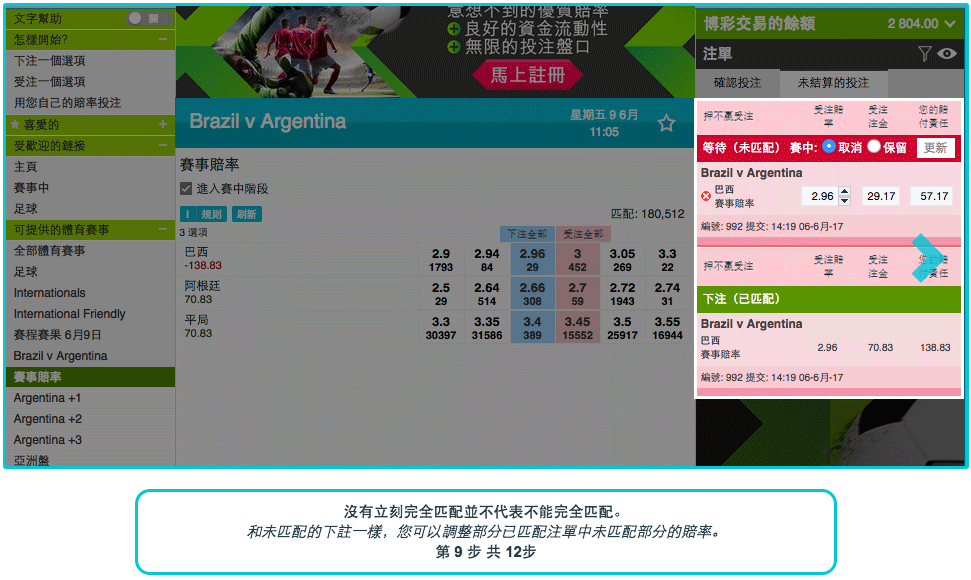 文字幫助
怎樣開始?
下注一個選項
受注一個選項
用您自己的賠率投注
喜愛的
受歡迎的鏈接
主頁
賽事中
足球
可提供的體育賽事
全部體育賽事
足球
Internationals
International Friendly
賽程賽果 6月9日
Brazil v Argentina
賽事賠率
Argentina +1
Argentina +2
Argentina +3
亞洲盤
意想不到的優質賠率
良好的資金流動性
無限的投注盤口
馬上註冊
Brazil v Argentina
星期五 9 6月
11:05
賽事賠率
進入賽中階段
規則 刷新
匹配: 180,512
3 選項
下注全部 受注全部
巴西 2.9 2.94 2.96 3 3.05 3.3
-138.83 1793 84 29 452 269 22
阿根廷 2.5 2.64 2.66 2.7 2.72 2.74
70.83 29 514 308 59 1943 31
平局 3.3 3.35 3.4 3.45 3.5 3.55
70.83 30397 31586 389 15552 25917 16944
博彩交易的餘額 2 804.00
注單
確認投注 未結算的投注
押不贏受注 受注賠率 受注注金 您的賠付責任
等待（未匹配） 賽中: 取消 保留 更新
Brazil v Argentina
巴西
賽事賠率 2.96 29.17 57.17
編號: 992 提交: 14:19 06-6月-17
押不贏受注 受注賠率 受注注金 您的賠付責任
下注（已匹配）
Brazil v Argentina
巴西
賽事賠率 2.96 70.83 138.83
編號: 992 提交: 14:19 06-6月-17
沒有立刻完全匹配並不代表不能完全匹配。
和未匹配的下註一樣，您可以調整部分已匹配注單中未匹配部分的賠率。
第 9 步 共 12步